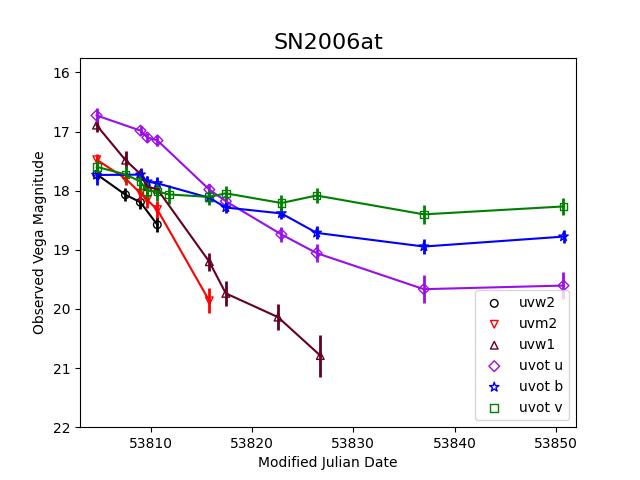 SN2006at
Observed Vega Magnitude
16
17
18
19
20
21
22
53810
53820
53830
53840
53850
Modified Julian Date
uvw2
uvm2
uvw1
uvot u
uvot b
uvot v